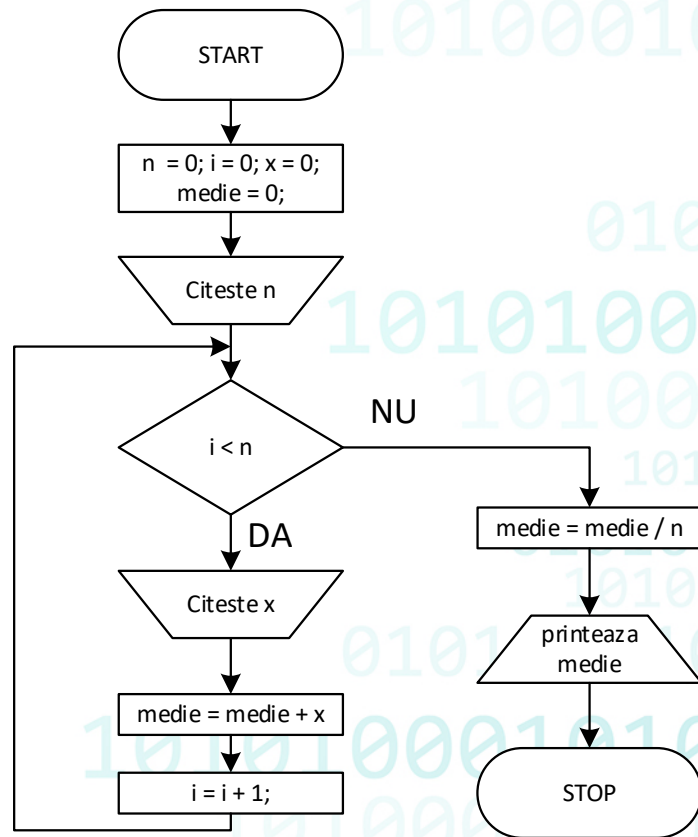 START
n = 0; i = 0; x = 0;
medie = 0;
Citeste n
i < n
NU
DA
Citeste x
medie = medie + x
i = i + 1;
medie = medie / n
printeaza
medie
STOP